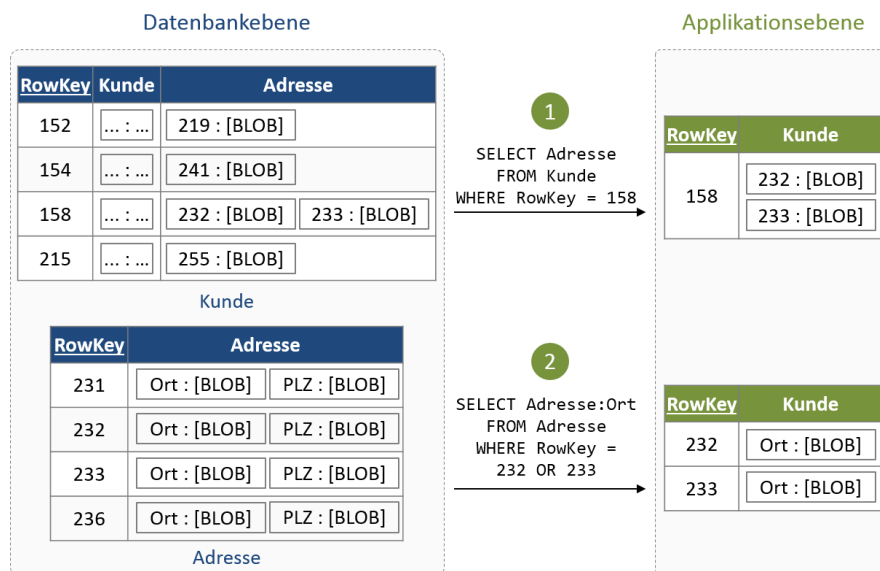 Datenbankebene
Applikationsebene
RowKey Kunde Adresse
152 ... : ... 219 : [BLOB]
154 ... : ... 241 : [BLOB]
158 ... : ... 232 : [BLOB] 233 : [BLOB]
215 ... : ... 255 : [BLOB]
Kunde
1
SELECT Adresse
FROM Kunde
WHERE RowKey = 158
RowKey Kunde
158
232 : [BLOB]
233 : [BLOB]
RowKey Adresse
231 Ort : [BLOB] PLZ : [BLOB]
232 Ort : [BLOB] PLZ : [BLOB]
233 Ort : [BLOB] PLZ : [BLOB]
236 Ort : [BLOB] PLZ : [BLOB]
Adresse
2
SELECT Adresse:Ort
FROM Adresse
WHERE RowKey =
232 OR 233
RowKey Kunde
232 Ort : [BLOB]
233 Ort : [BLOB]